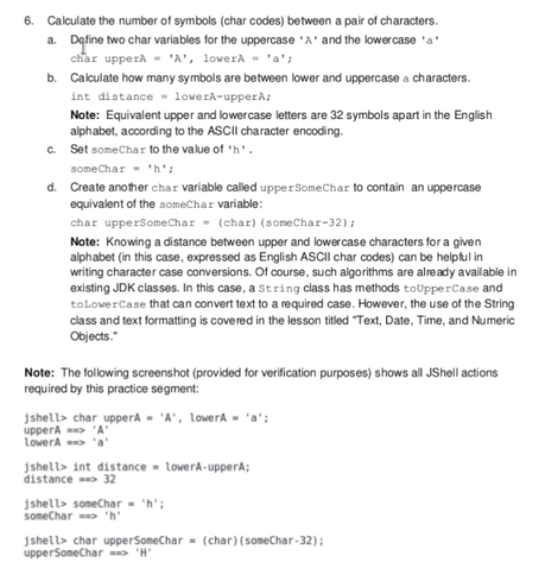 6. Calculate the number of symbols (char codes) between a pair of characters.
a. Define two char variables for the uppercase 'A' and the lowercase 'a'
char upperA = 'A', lowerA = 'a';
b. Calculate how many symbols are between lower and uppercase a characters.
int distance = lowerA-upperA;
Note: Equivalent upper and lowercase letters are 32 symbols apart in the English
alphabet, according to the ASCII character encoding.
c. Set someChar to the value of 'h'.
someChar = 'h';
d. Create another char variable called upperSomeChar to contain an uppercase
equivalent of the someChar variable:
char upperSomeChar = (char)(someChar-32);
Note: Knowing a distance between upper and lowercase characters for a given
alphabet (in this case, expressed as English ASCII char codes) can be helpful in
writing character case conversions. Of course, such algorithms are already available in
existing JDK classes. In this case, a String class has methods toUpperCase and
toLowerCase that can convert text to a required case. However, the use of the String
class and text formatting is covered in the lesson titled "Text, Date, Time, and Numeric
Objects."
Note: The following screenshot (provided for verification purposes) shows all JShell actions
required by this practice segment:
jshell> char upperA = 'A', lowerA = 'a';
upperA ==> 'A'
lowerA ==> 'a'
jshell> int distance = lowerA-upperA;
distance ==> 32
jshell> someChar = 'h';
someChar ==> 'h'
jshell> char upperSomeChar = (char)(someChar-32);
upperSomeChar ==> 'H'